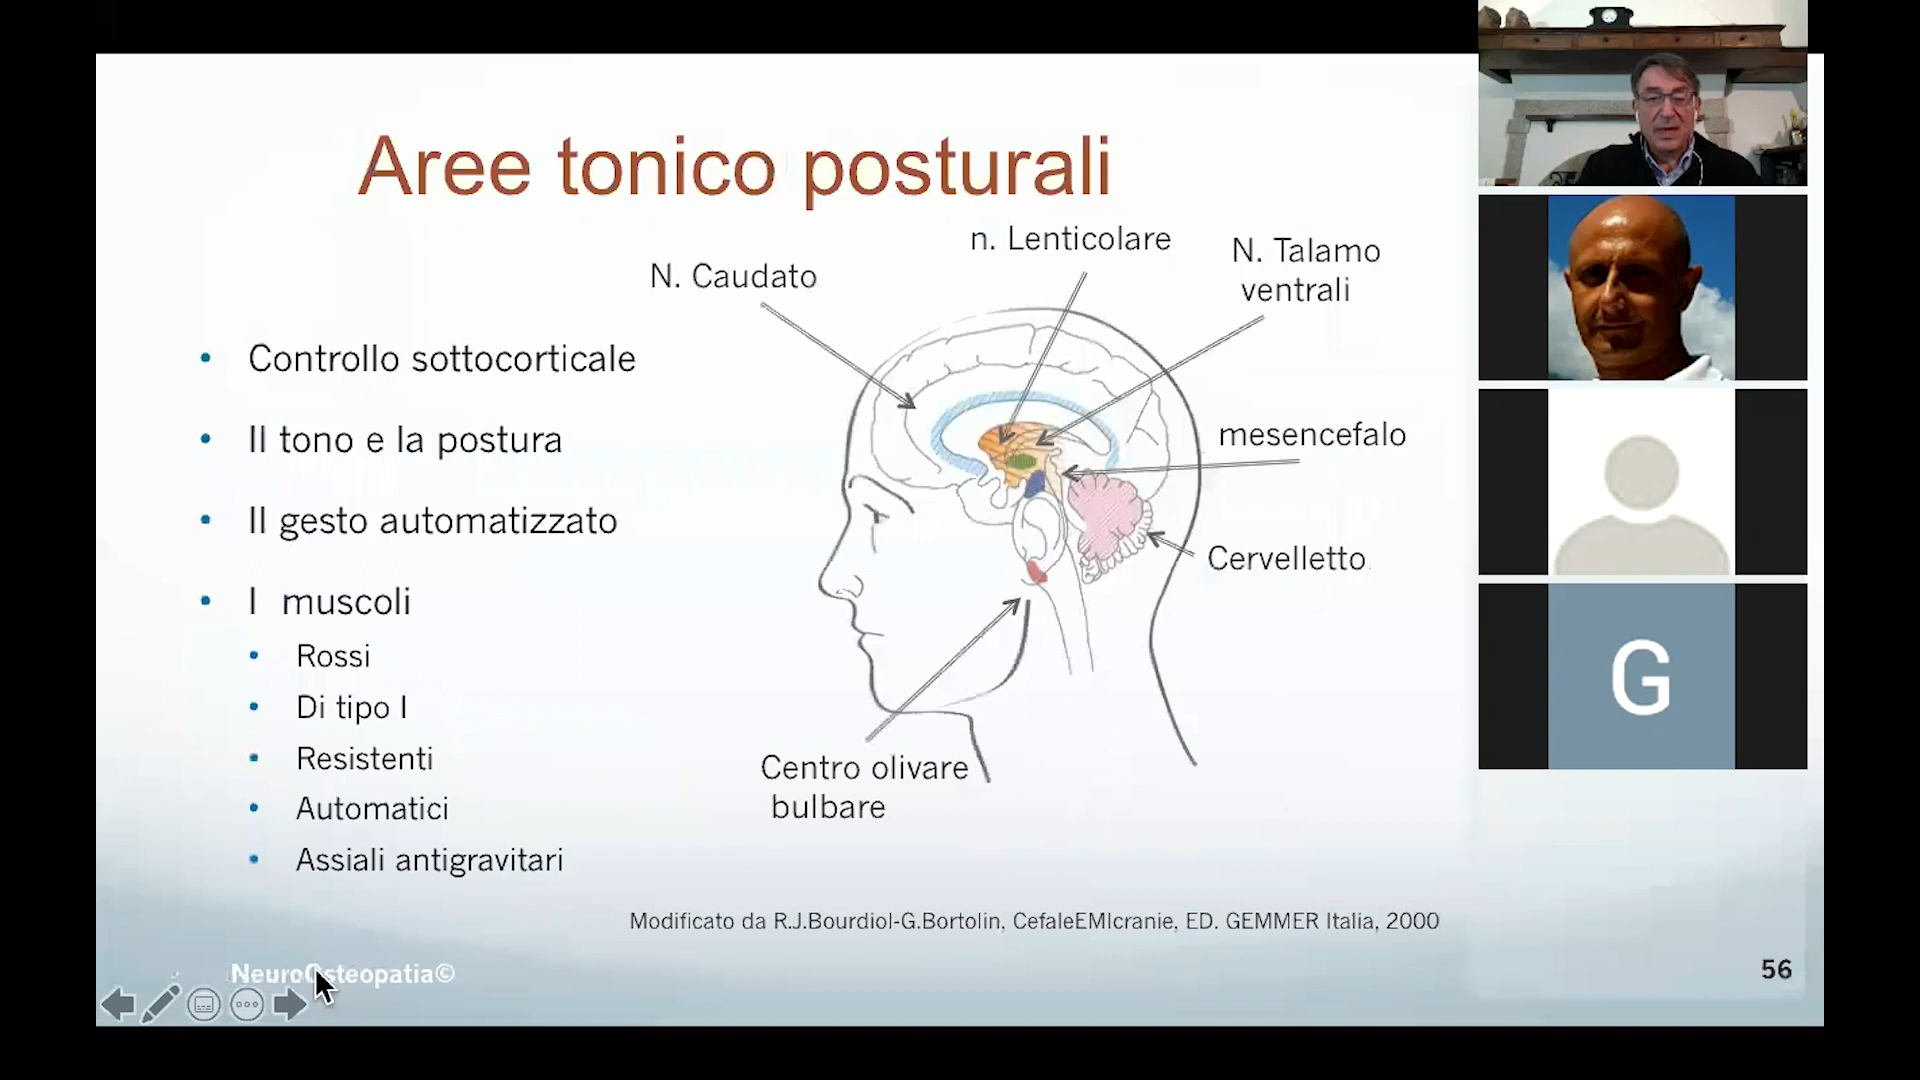 Aree tonico posturali
n. Lenticolare
N. Talamo
ventrali
N. Caudato
Controllo sottocorticale
Il tono e la postura
mesencefalo
Il gesto automatizzato
Cervelletto
I muscoli
Rossi
Di tipo I
Resistenti
Automatici
Assiali antigravitari
Centro olivare
bulbare
Modificato da R.J.Bourdiol-G.Bortolin, CefaleEMIcranie, ED. GEMMER Italia, 2000
NeuroOsteopatia©
56
G